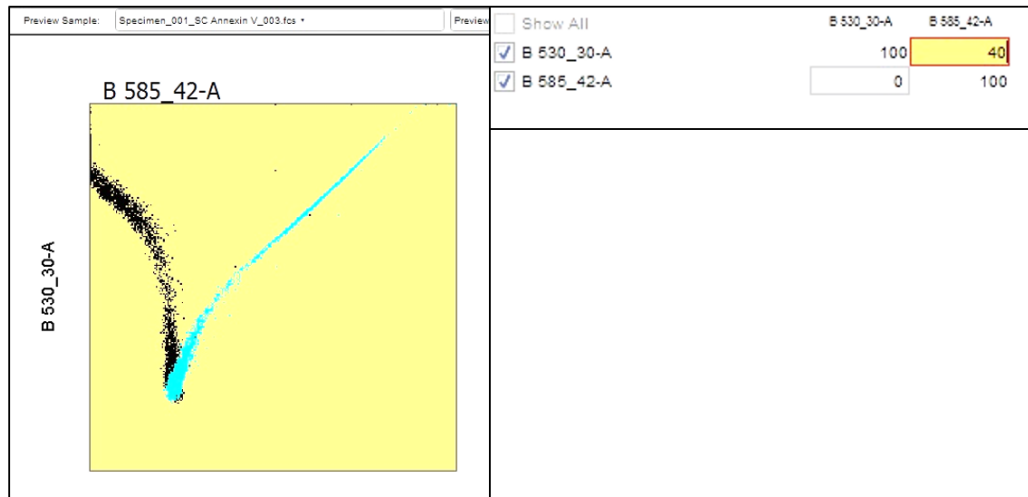 Preview Sample: Specimen_001_SC Annexin V_003.fcs Preview
B 585_42-A
B 530_30-A
Show All B 530_30-A B 585_42-A
B 530_30-A 100 40
B 585_42-A 0 100